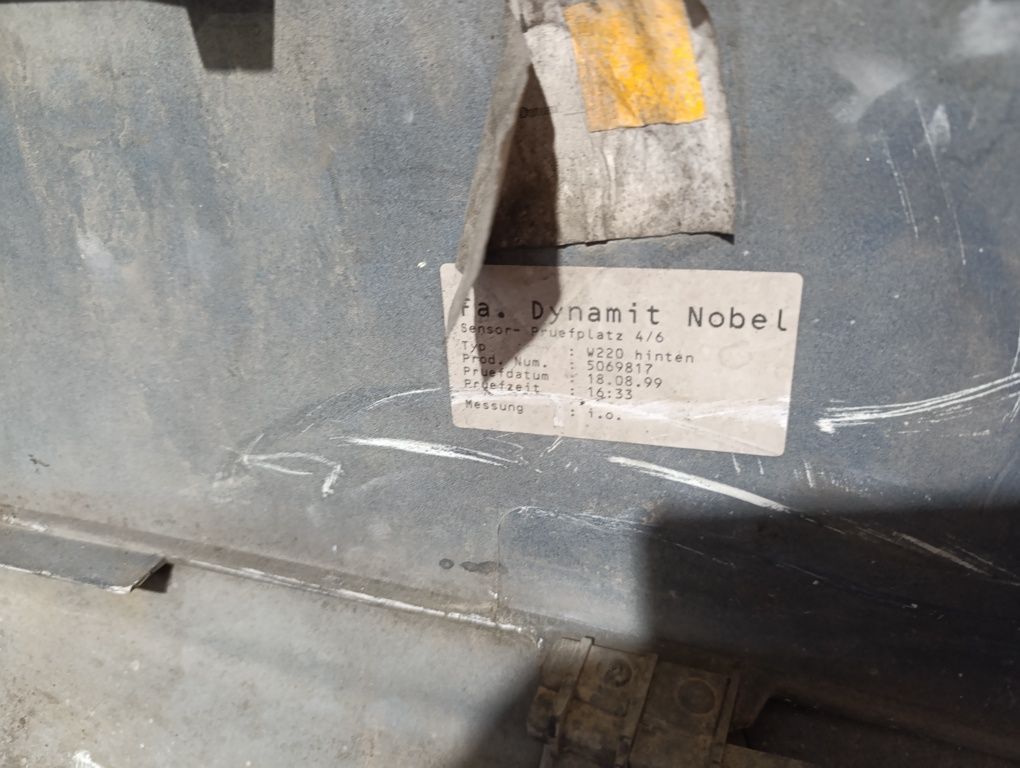 Fa. Dynamit Nobel
Sensor- Pruefplatz 4/6
Typ : W220 hinten
Prod. Num. : 5069817
Pruefdatum : 18.08.99
Pruefzeit : 16:33
Messung : i.o.